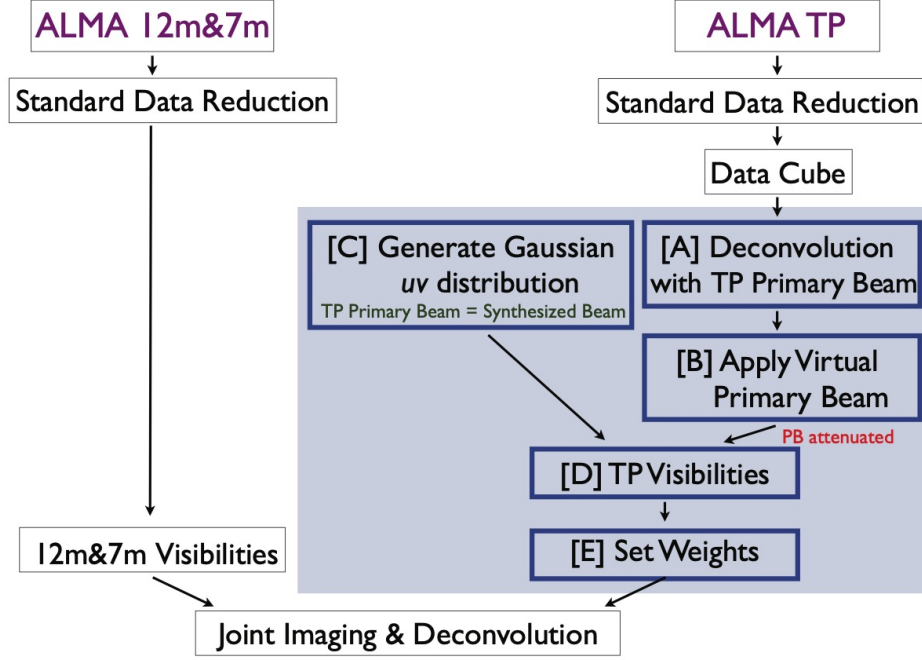 ALMA 12m&7m
Standard Data Reduction
ALMA TP
Standard Data Reduction
Data Cube
[C] Generate Gaussian
uv distribution
TP Primary Beam = Synthesized Beam
[A] Deconvolution
with TP Primary Beam
[B] Apply Virtual
Primary Beam
PB attenuated
[D] TP Visibilities
[E] Set Weights
12m&7m Visibilities
Joint Imaging & Deconvolution